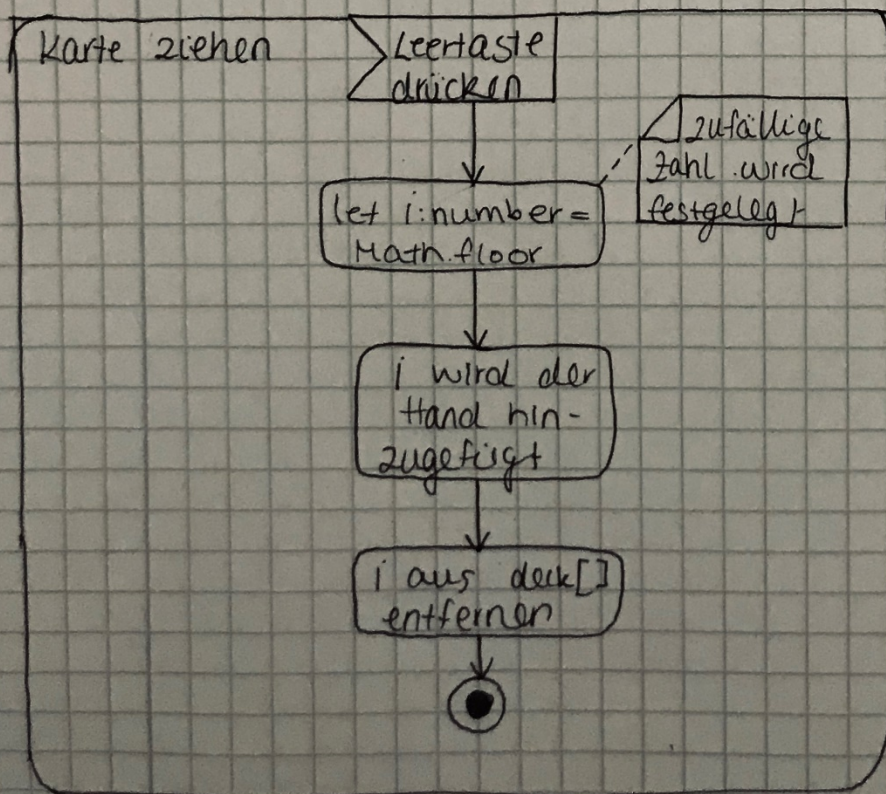 Karte ziehen
Leertaste
drücken
zufällige
Zahl wird
festgelegt
let i:number =
Math.floor
i wird der
Hand hin-
zugefügt
i aus deck[]
entfernen